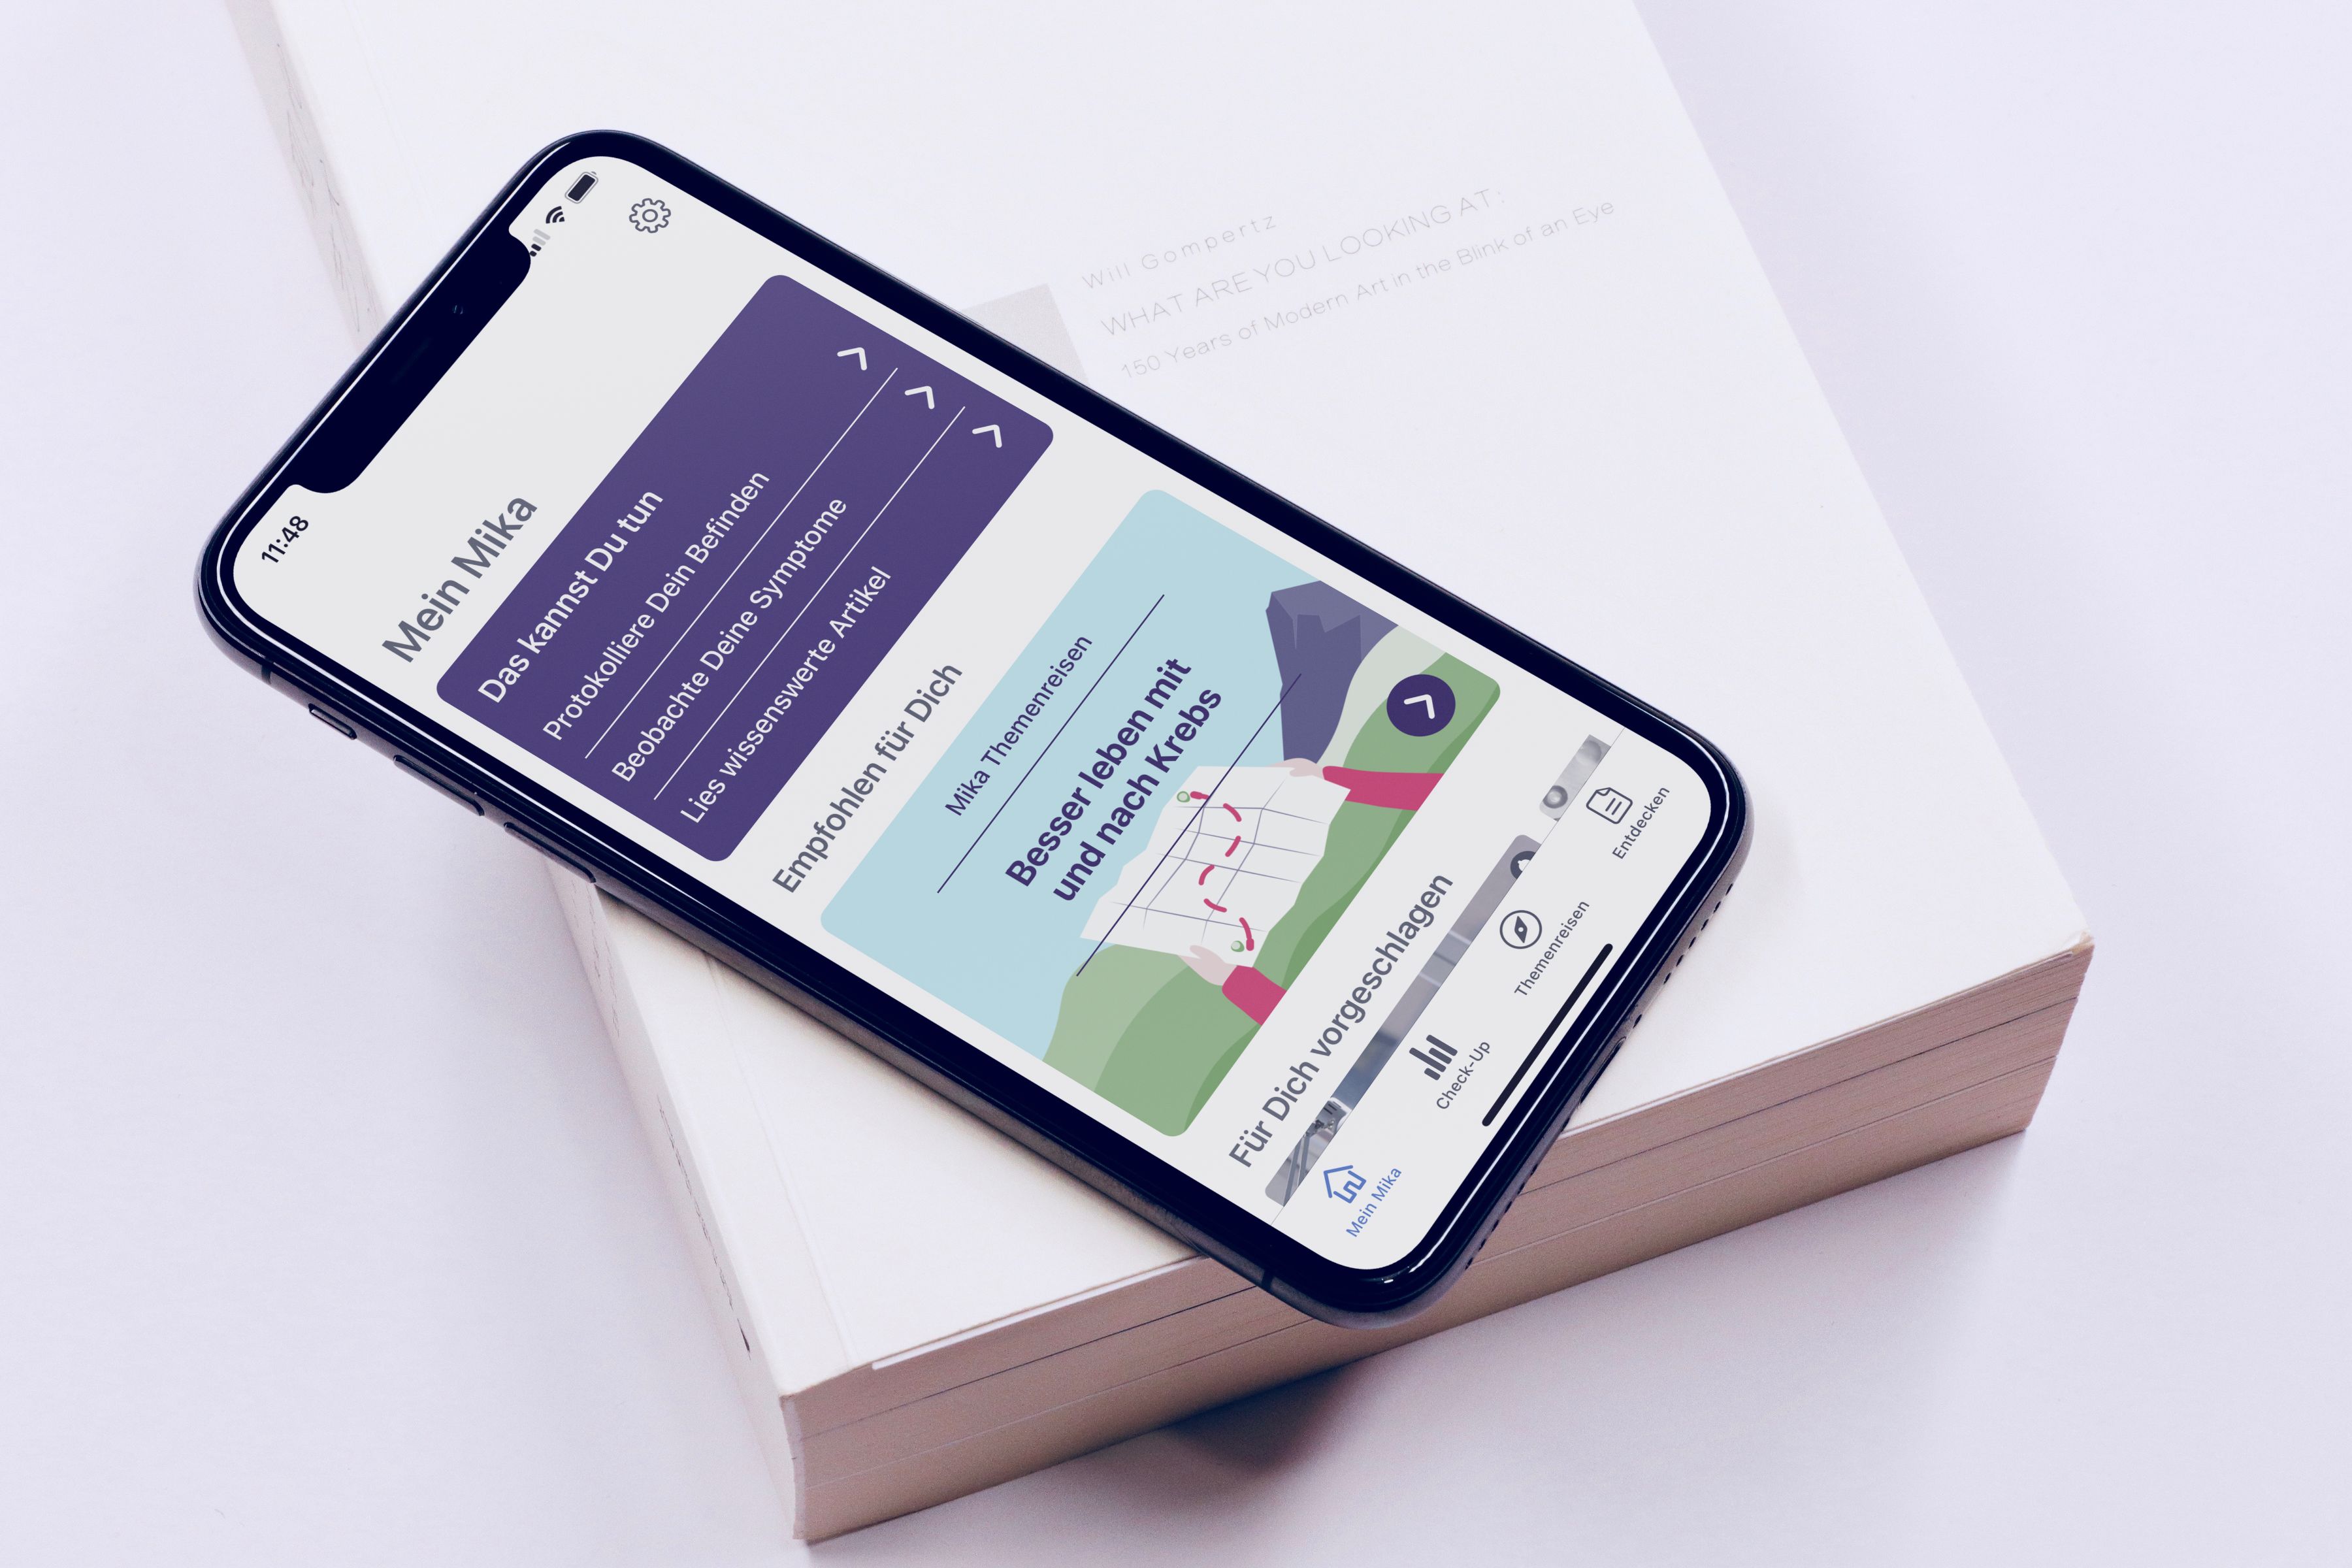 Will Gompertz
WHAT ARE YOU LOOKING AT:
150 Years of Modern Art in the Blink of an Eye
11:48
Mein Mika
Das kannst Du tun
Protokolliere Dein Befinden
Beobachte Deine Symptome
Lies wissenswerte Artikel
Empfohlen für Dich
Mika Themenreisen
Besser leben mit
und nach Krebs
Für Dich vorgeschlagen
Mein Mika
Check-Up
Themenreisen
Entdecken